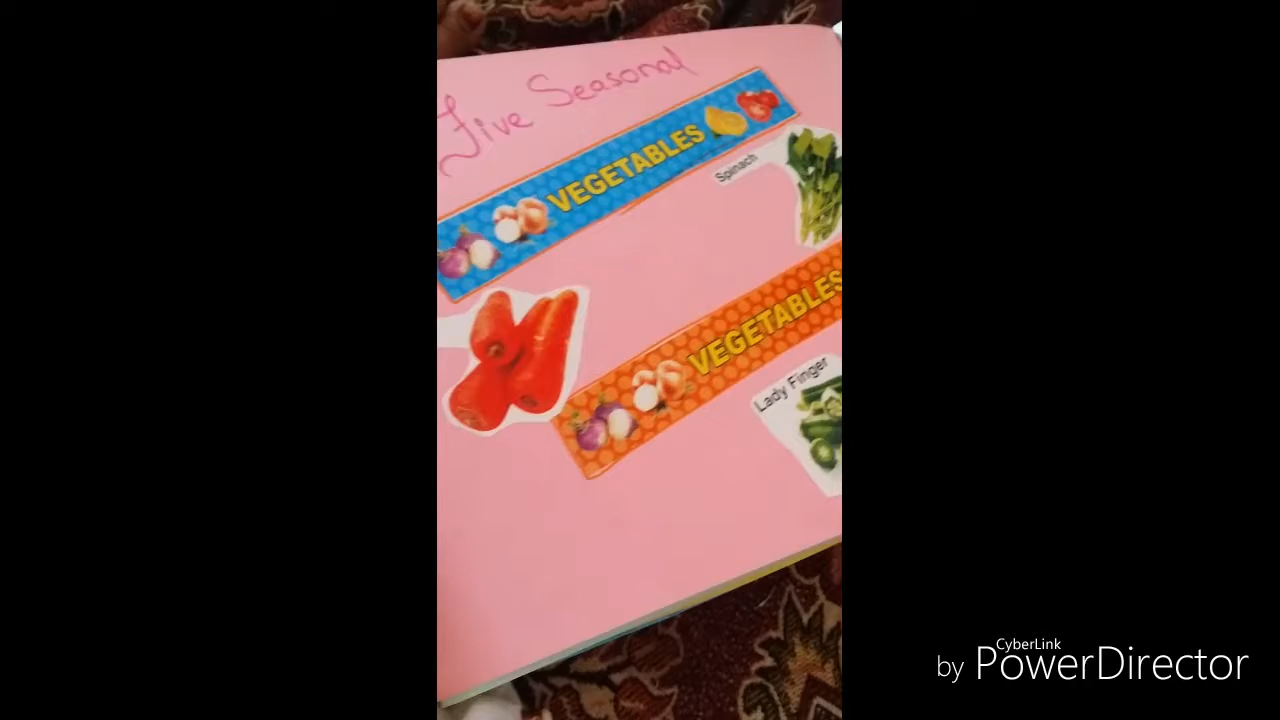 Five Seasonal
VEGETABLES
Spinach
VEGETABLES
Lady Finger
CyberLink
by PowerDirector